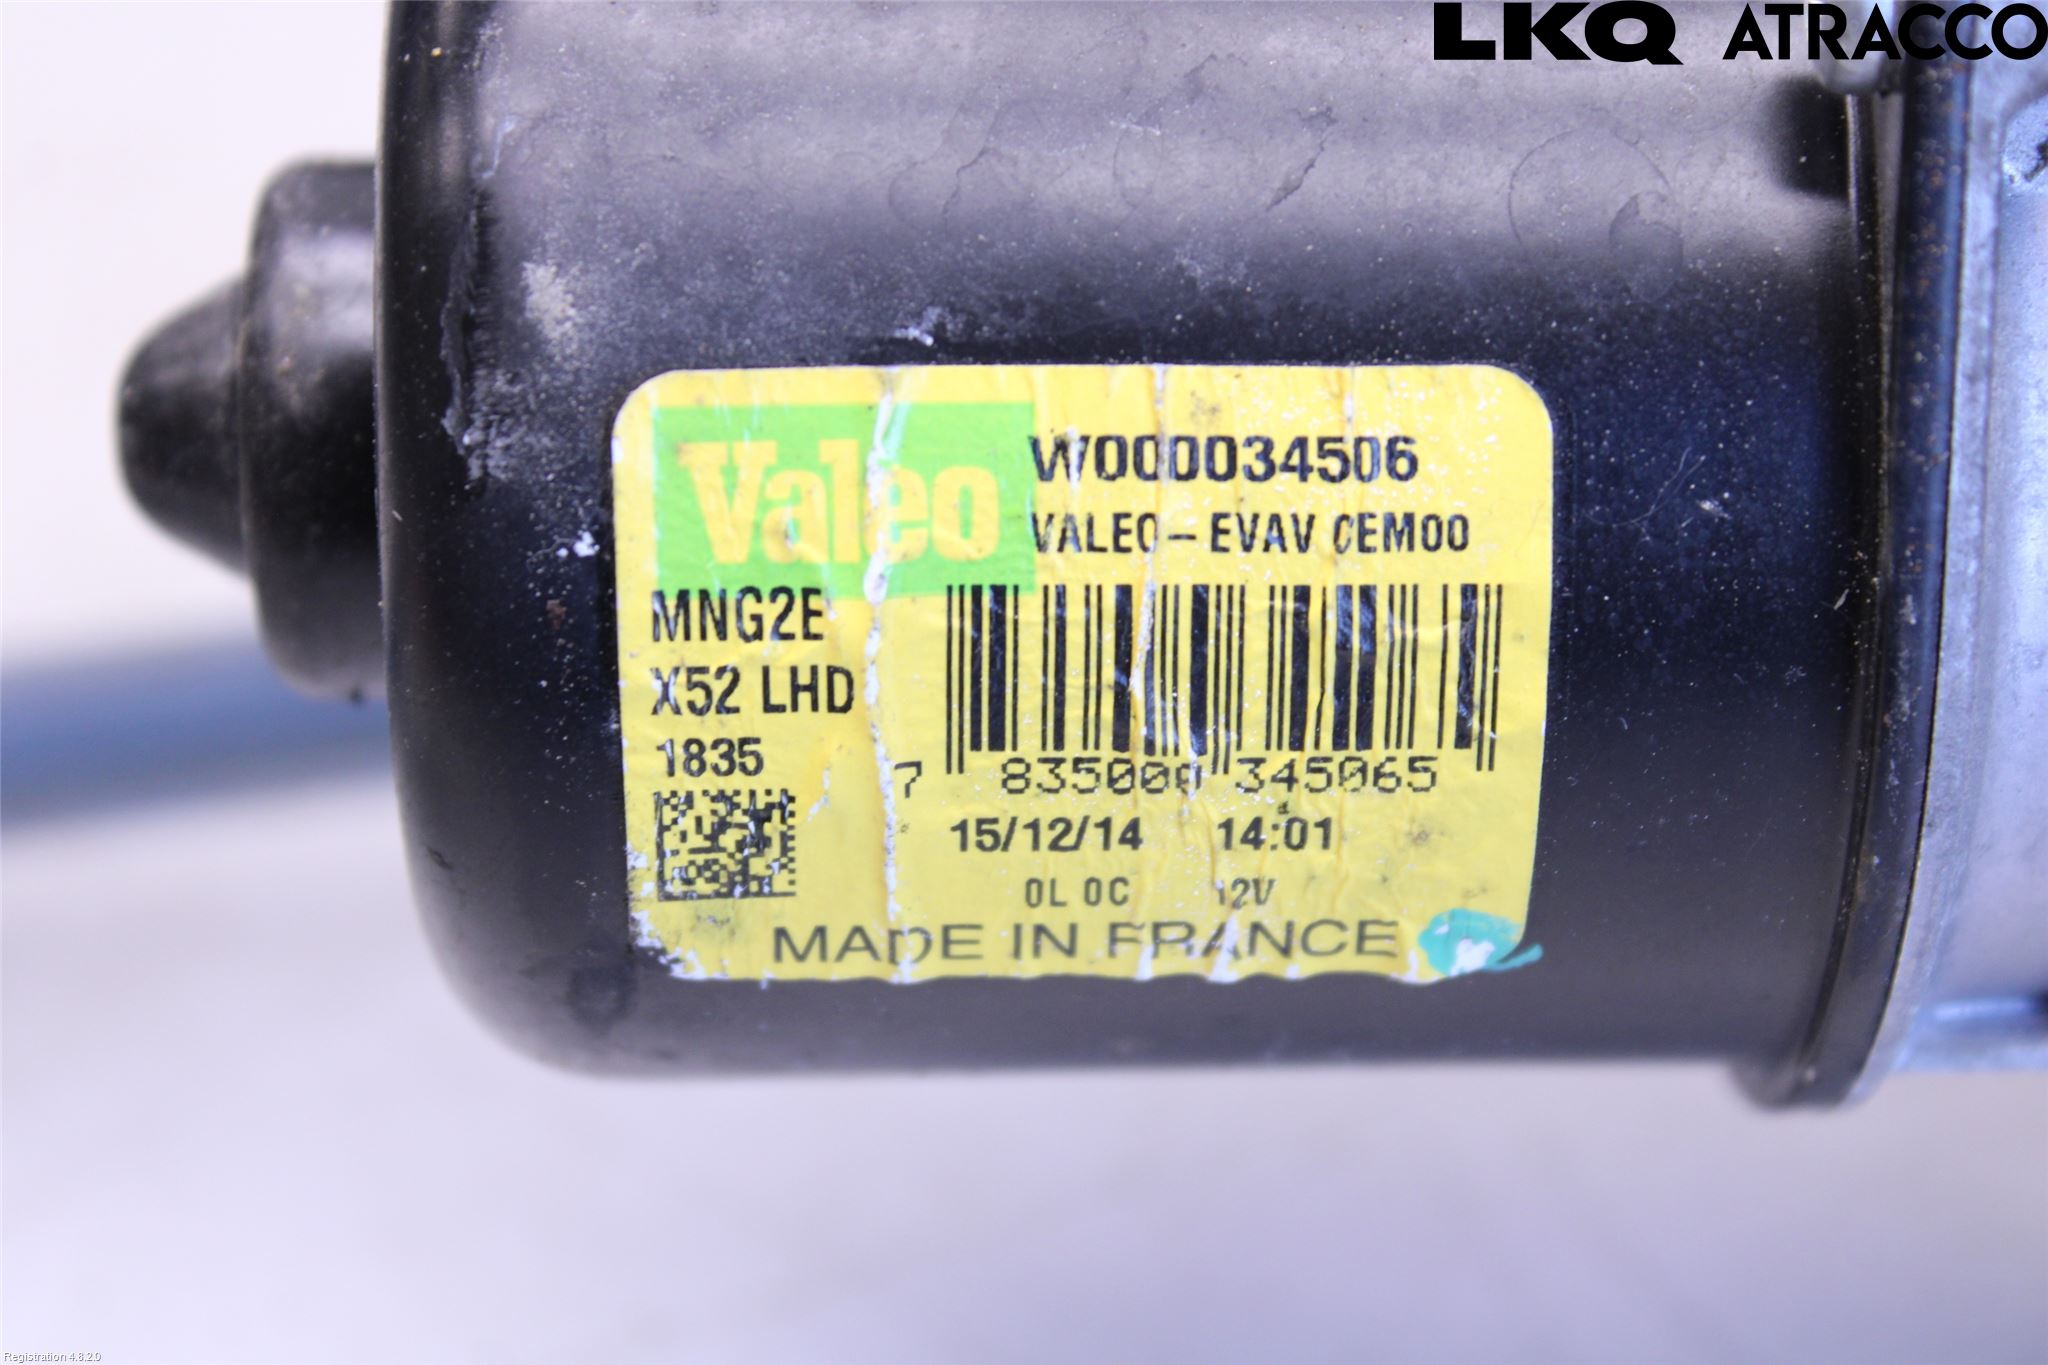 LKQ ATRACCO
Valeo
W000034506
VALEO - EVAV CEM00
MNG2E
X52 LHD
1835
7 835000 345065
15/12/14 14:01
0L 0C 12V
MADE IN FRANCE
Registration 4.8.2.0